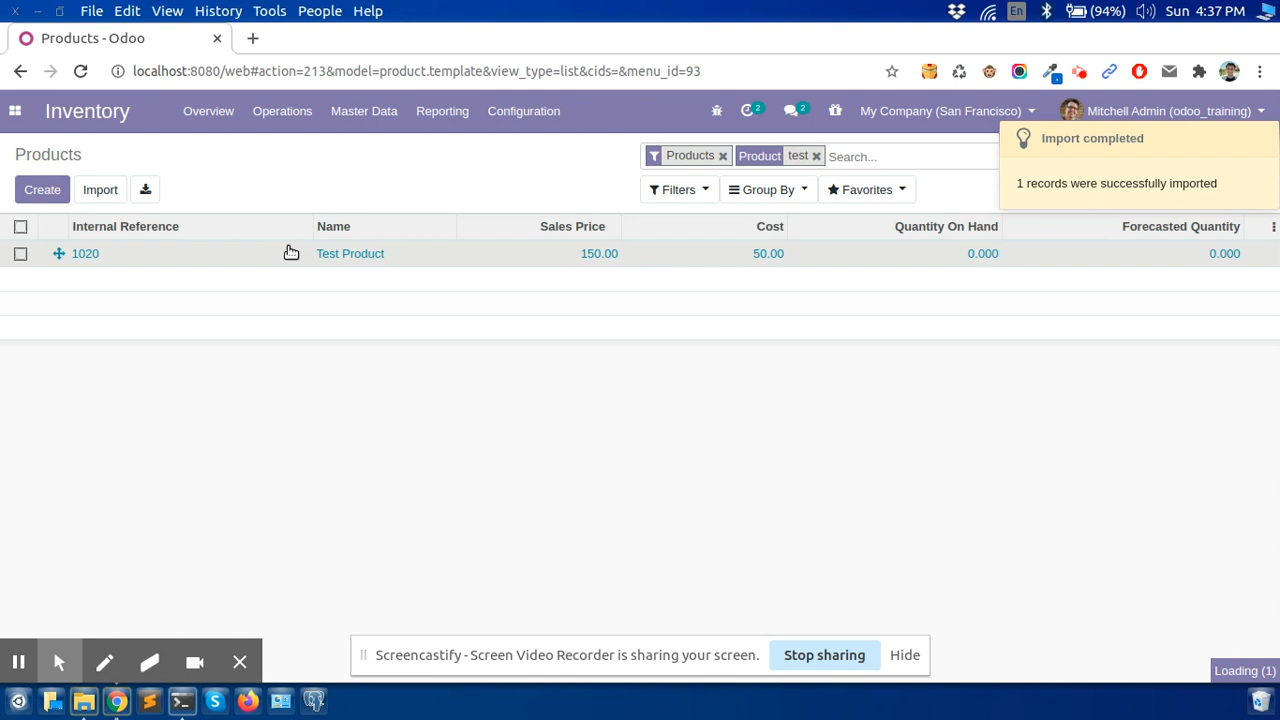 File Edit View History Tools People Help En (94%) Sun 4:37 PM
Products - Odoo
localhost:8080/web#action=213&model=product.template&view_type=list&cids=&menu_id=93
Inventory Overview Operations Master Data Reporting Configuration 2 2 My Company (San Francisco) Mitchell Admin (odoo_training)
Import completed
1 records were successfully imported
Products
Products Product test Search...
Create Import Filters Group By Favorites
Internal Reference Name Sales Price Cost Quantity On Hand Forecasted Quantity
1020 Test Product 150.00 50.00 0.000 0.000
Screencastify - Screen Video Recorder is sharing your screen. Stop sharing Hide
Loading (1)